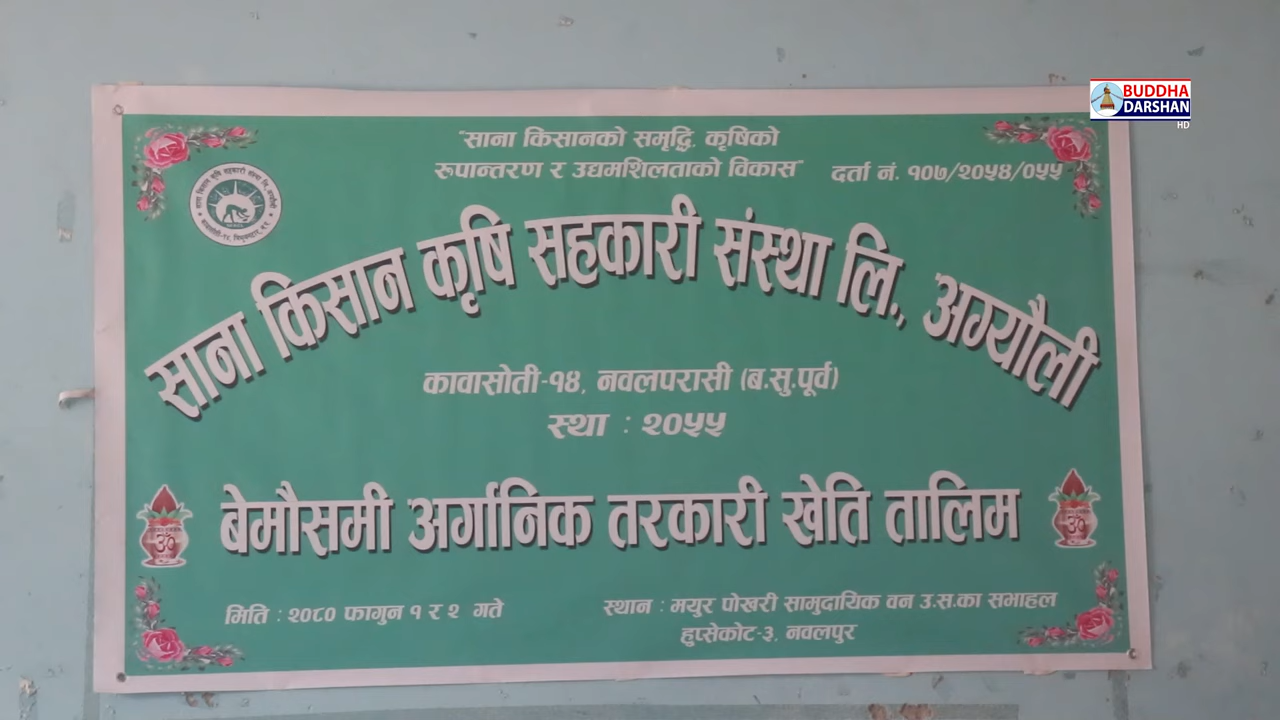 BUDDHA
DARSHAN
HD
"साना किसानको समृद्धि, कृषिको
रुपान्तरण र उद्यमशिलताको विकास"
दर्ता नं. १०७/२०५४/०५५
साना किसान कृषि सहकारी संस्था लि., अग्यौली
कावासोती-१४, नवलपरासी (ब.सु.पूर्व)
स्था : २०५५
बेमौसमी अर्गानिक तरकारी खेति तालिम
मिति : २०८० फागुन १ र २ गते
स्थान : मयुर पोखरी सामुदायिक वन उ.स.का सभाहल
हुप्सेकोट-३, नवलपुर